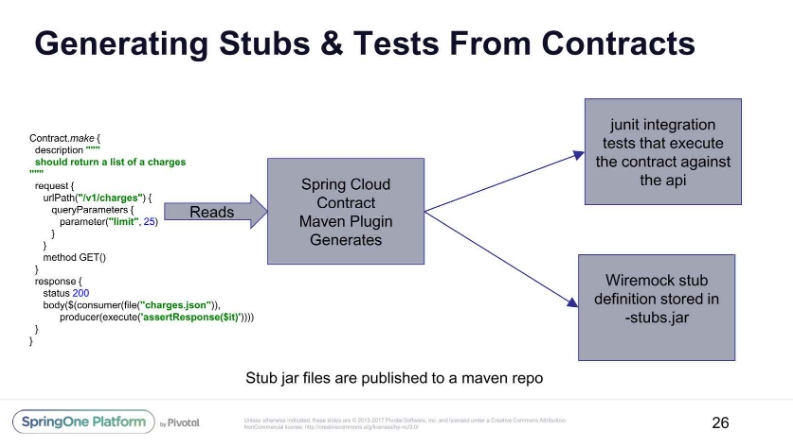 Generating Stubs & Tests From Contracts
Contract.make {
description """
should return a list of a charges
"""
request {
urlPath("/v1/charges") {
queryParameters {
parameter("limit", 25)
}
}
method GET()
}
response {
status 200
body($(consumer(file("charges.json")),
producer(execute('assertResponse($it)'))))
}
}
Reads
Spring Cloud
Contract
Maven Plugin
Generates
junit integration
tests that execute
the contract against
the api
Wiremock stub
definition stored in
-stubs.jar
Stub jar files are published to a maven repo
SpringOne Platform by Pivotal
Unless otherwise indicated, these slides are © 2013-2017 Pivotal Software, Inc. and licensed under a Creative Commons Attribution-
NonCommercial license: http://creativecommons.org/licenses/by-nc/3.0/
26